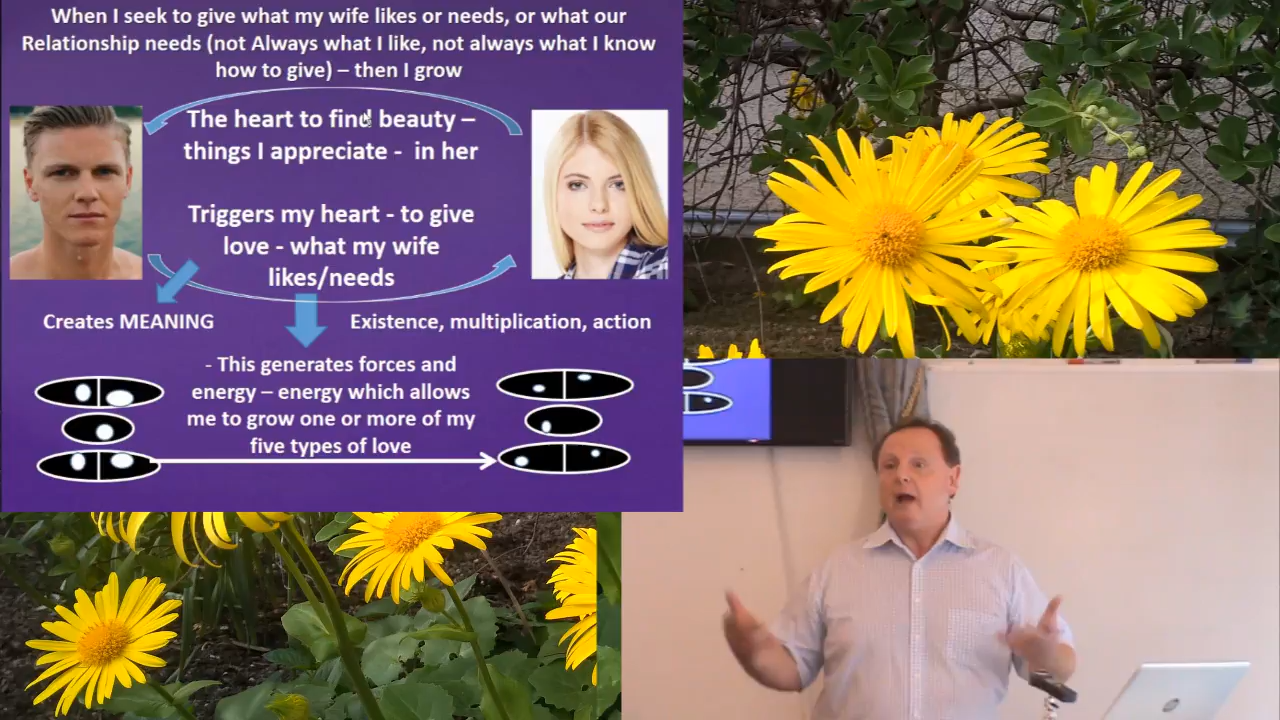 When I seek to give what my wife likes or needs, or what our
Relationship needs (not Always what I like, not always what I know
how to give) – then I grow
The heart to find beauty –
things I appreciate -  in her
Triggers my heart - to give
love - what my wife
likes/needs
Creates MEANING
Existence, multiplication, action
- This generates forces and
energy – energy which allows
me to grow one or more of my
five types of love